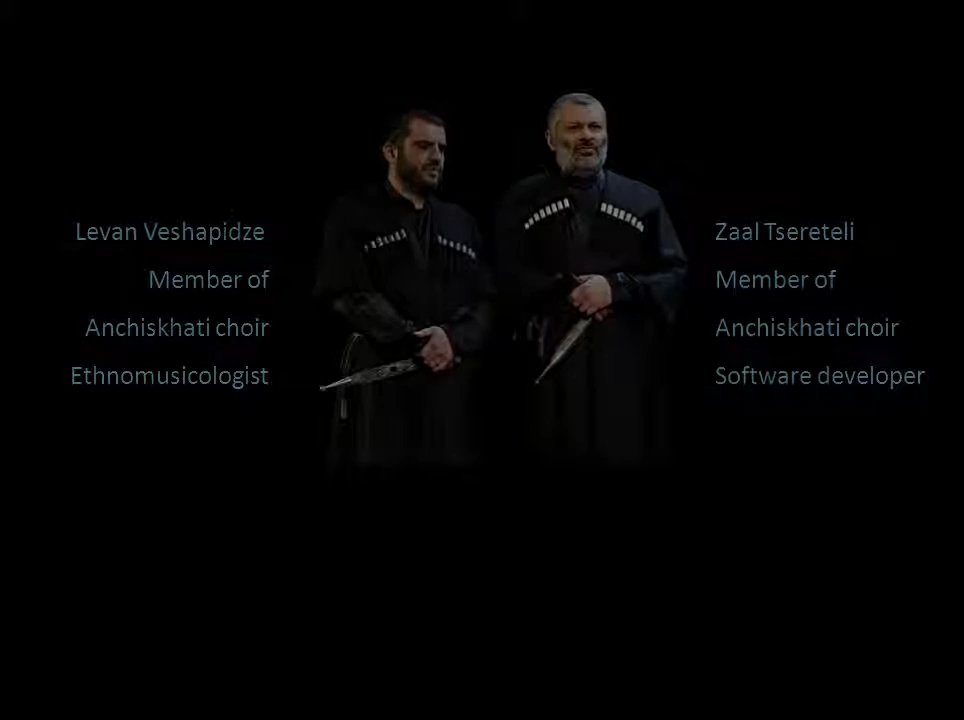 Levan Veshapidze
Member of
Anchiskhati choir
Ethnomusicologist
Zaal Tsereteli
Member of
Anchiskhati choir
Software developer